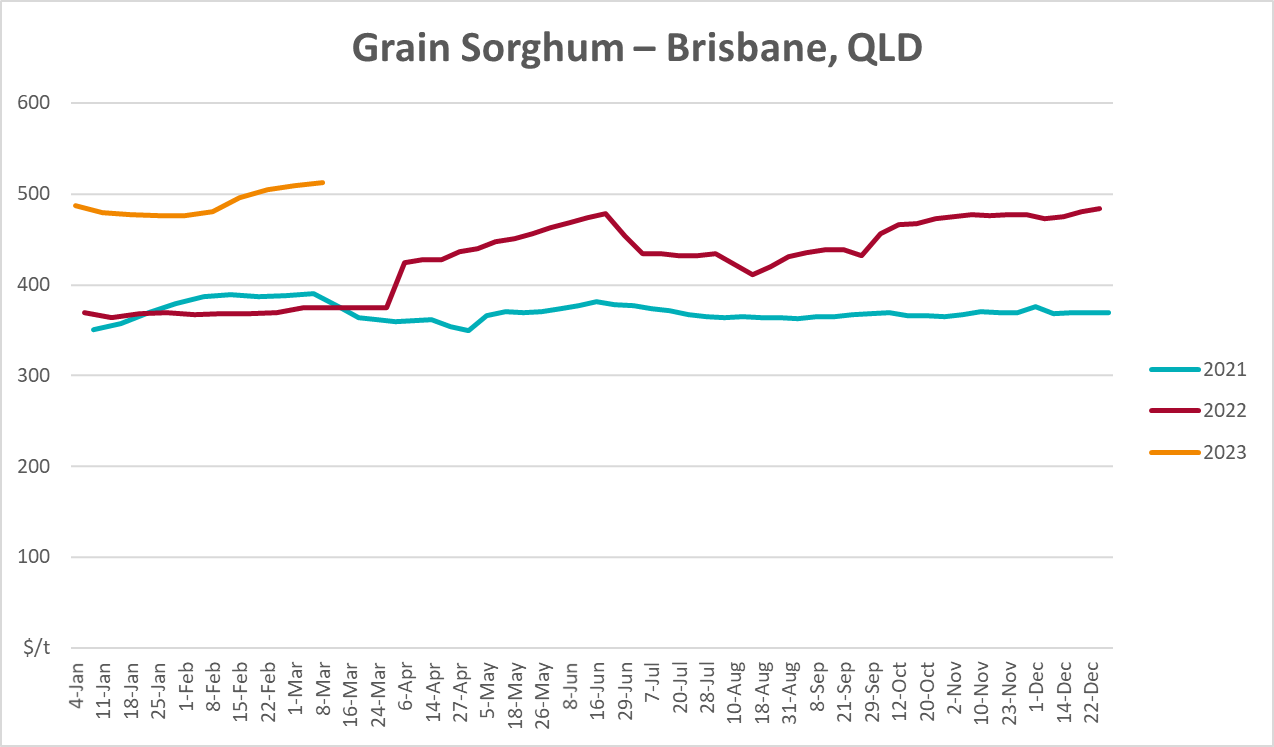 Grain Sorghum – Brisbane, QLD
600
500
400
300
200
100
$/t
4-Jan
11-Jan
18-Jan
25-Jan
1-Feb
8-Feb
15-Feb
22-Feb
1-Mar
8-Mar
16-Mar
24-Mar
6-Apr
14-Apr
27-Apr
5-May
18-May
26-May
8-Jun
16-Jun
29-Jun
7-Jul
20-Jul
28-Jul
10-Aug
18-Aug
31-Aug
8-Sep
21-Sep
29-Sep
12-Oct
20-Oct
2-Nov
10-Nov
23-Nov
1-Dec
14-Dec
22-Dec
2021
2022
2023